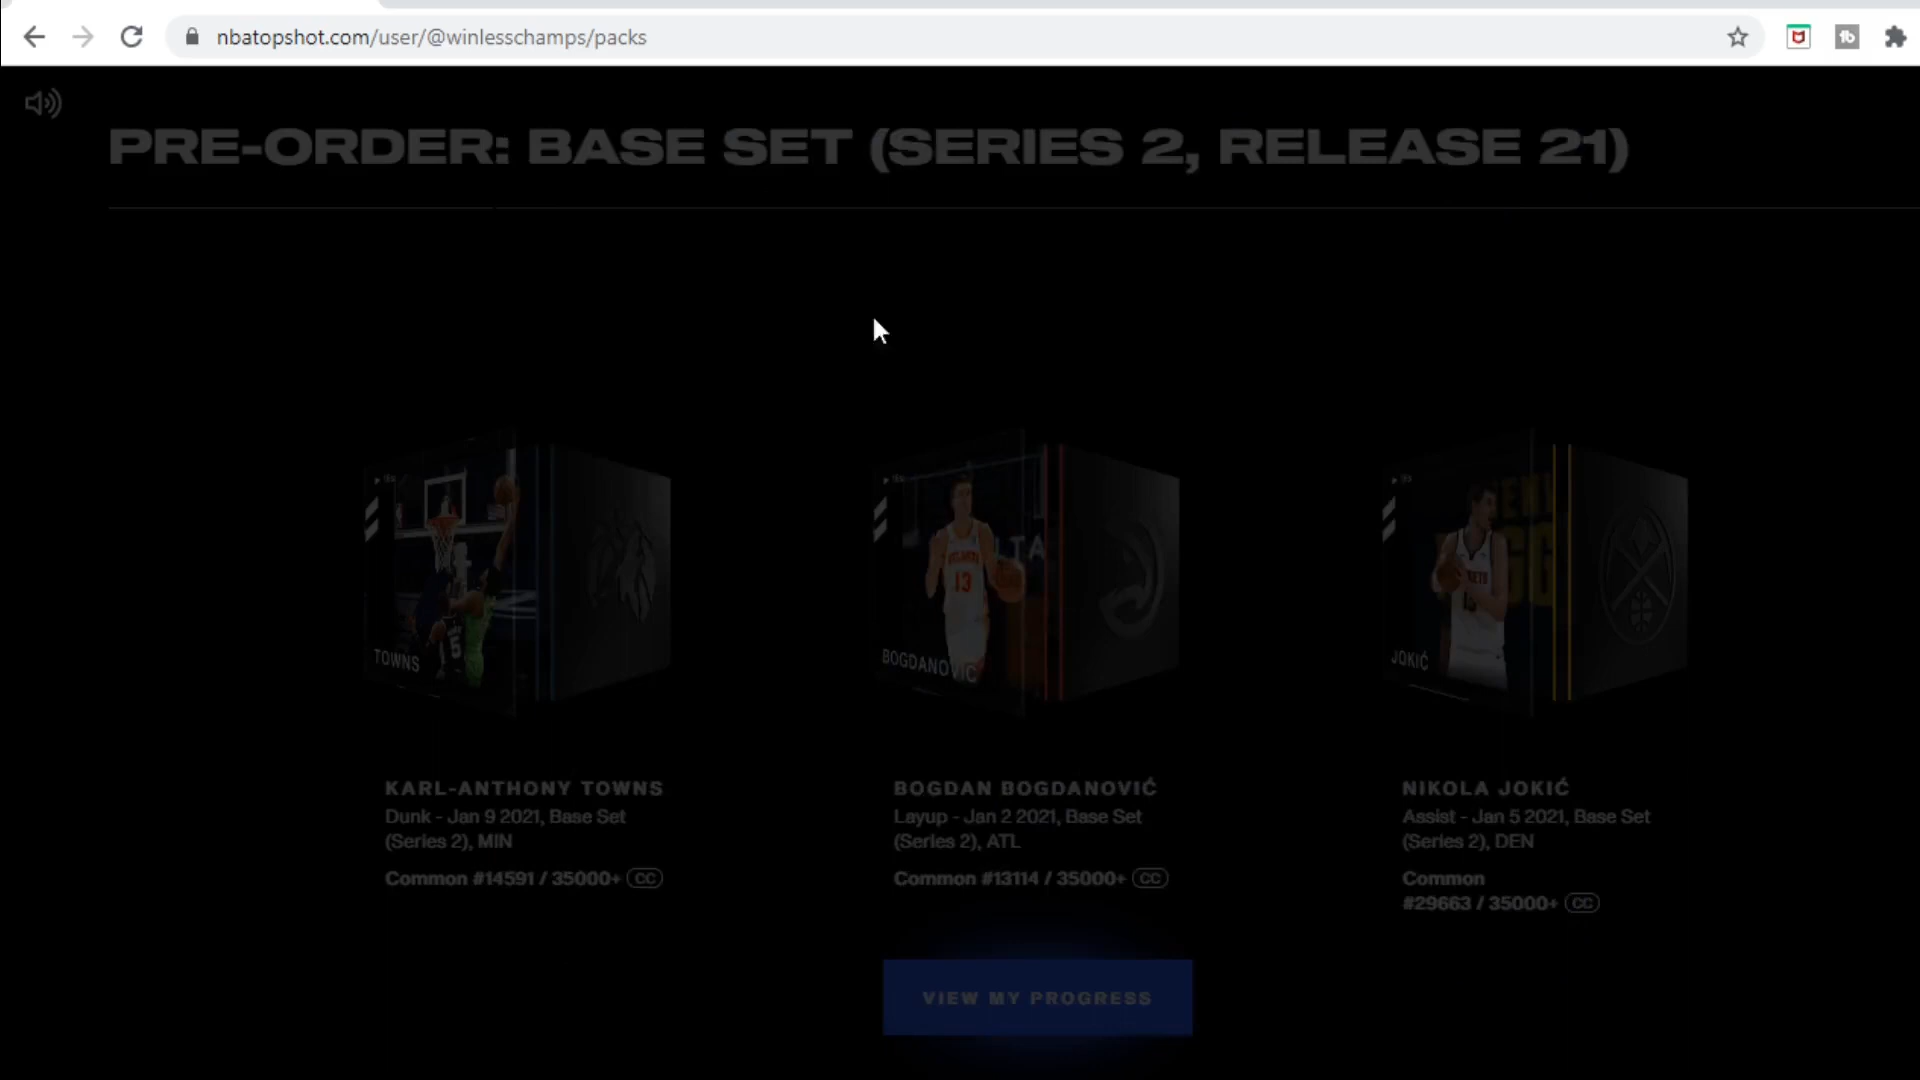 nbatopshot.com/user/@winlesschamps/packs
PRE-ORDER: BASE SET (SERIES 2, RELEASE 21)
TOWNS
BOGDANOVIC
JOKIĆ
ATLANTA
13
5
KARL-ANTHONY TOWNS
Dunk - Jan 9 2021, Base Set
(Series 2), MIN
Common #14591 / 35000+ CC
BOGDAN BOGDANOVIĆ
Layup - Jan 2 2021, Base Set
(Series 2), ATL
Common #13114 / 35000+ CC
NIKOLA JOKIĆ
Assist - Jan 5 2021, Base Set
(Series 2), DEN
Common
#29663 / 35000+ CC
VIEW MY PROGRESS